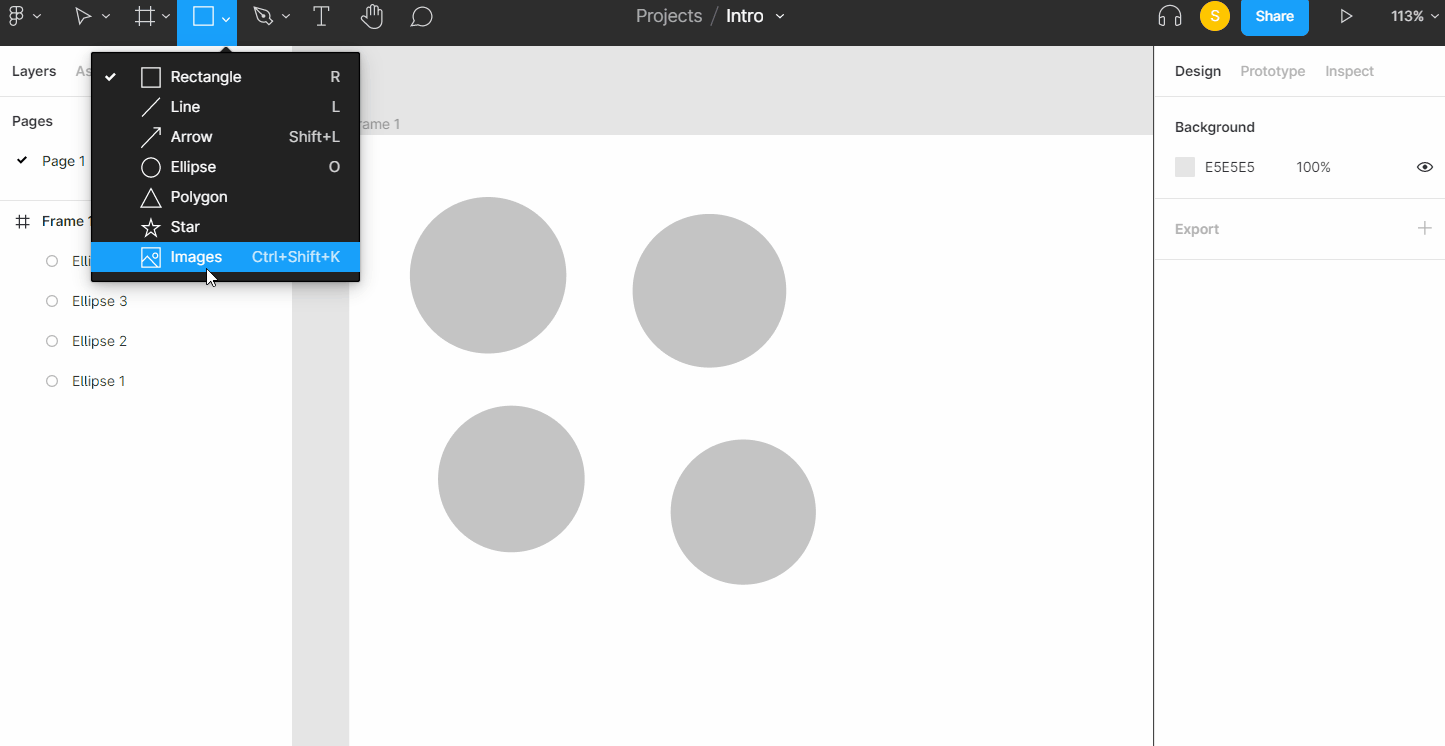 Projects / Intro
S
Share
113%
Layers
As
Pages
Page 1
Frame 1
Elli
Ellipse 3
Ellipse 2
Ellipse 1
Rectangle R
Line L
Arrow Shift+L
Ellipse O
Polygon
Star
Images Ctrl+Shift+K
rame 1
Design Prototype Inspect
Background
E5E5E5 100%
Export